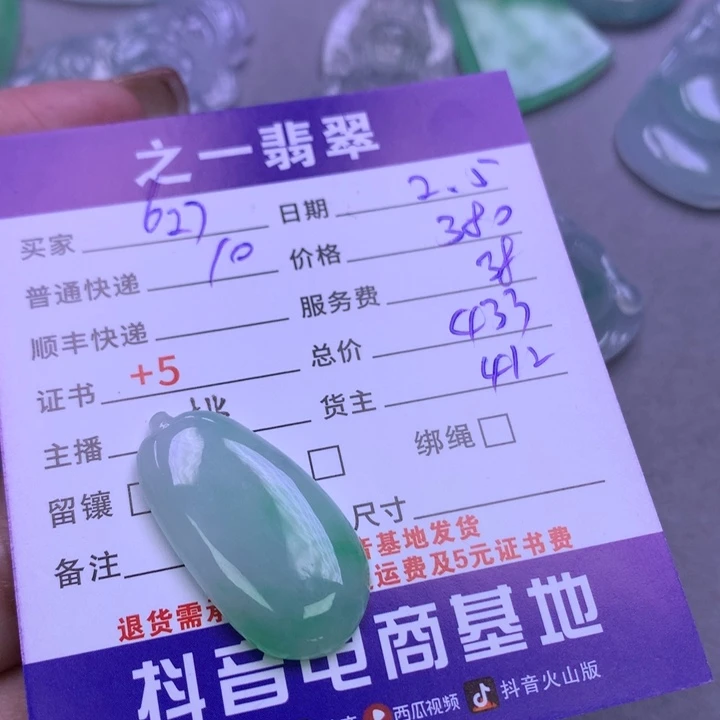 之一翡翠
买家 627 日期 2.5
普通快递 10 价格 380
顺丰快递 服务费 38
证书 +5 总价 433
主播 货主 412
留镶 绑绳
备注 尺寸
音基地发货
退货需承 运费及5元证书费
抖音电商基地
西瓜视频 抖音火山版